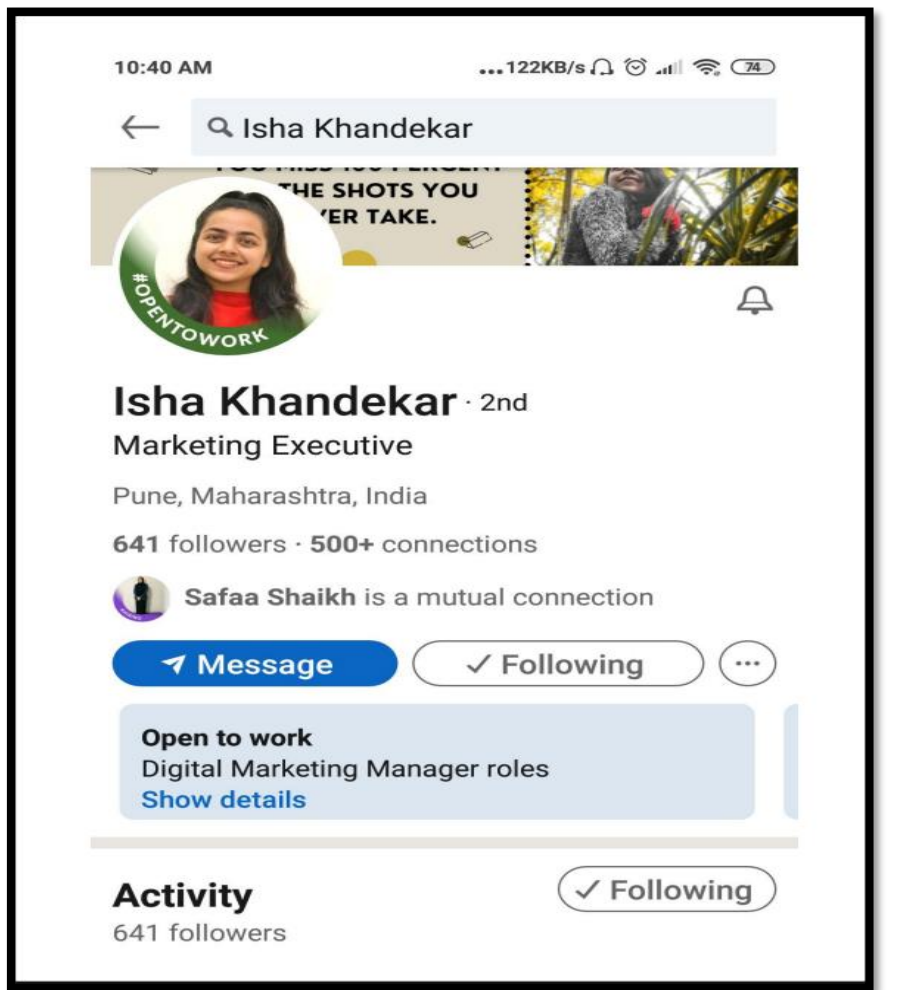 10:40 AM ...122KB/s 74
Isha Khandekar
THE SHOTS YOU
ER TAKE.
#OPENTOWORK
Isha Khandekar · 2nd
Marketing Executive
Pune, Maharashtra, India
641 followers · 500+ connections
Safaa Shaikh is a mutual connection
Message
Following
Open to work
Digital Marketing Manager roles
Show details
Activity
Following
641 followers